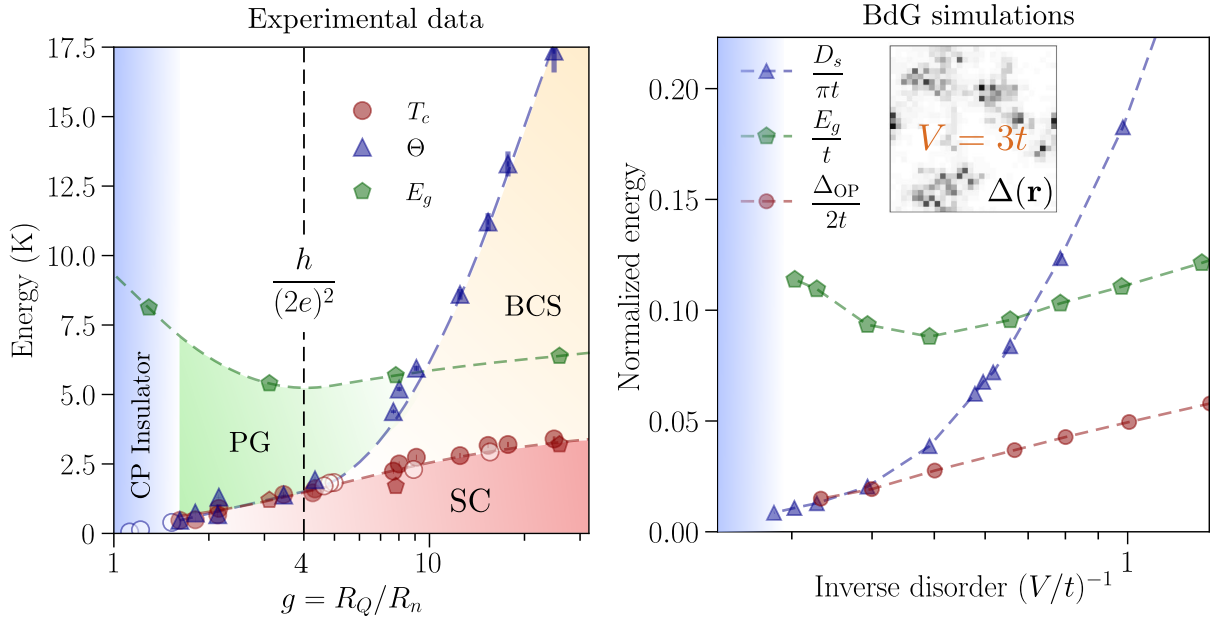 Experimental data
17.5
15.0
12.5
10.0
7.5
5.0
2.5
0
Energy (K)
T_c
Θ
E_g
h
(2e)^2
BCS
CP Insulator
PG
SC
1
4
10
g = R_Q/R_n
BdG simulations
0.20
0.15
0.10
0.05
0.00
Normalized energy
D_s
πt
E_g
t
Δ_OP
2t
V = 3t
Δ(r)
1
Inverse disorder (V/t)^{-1}